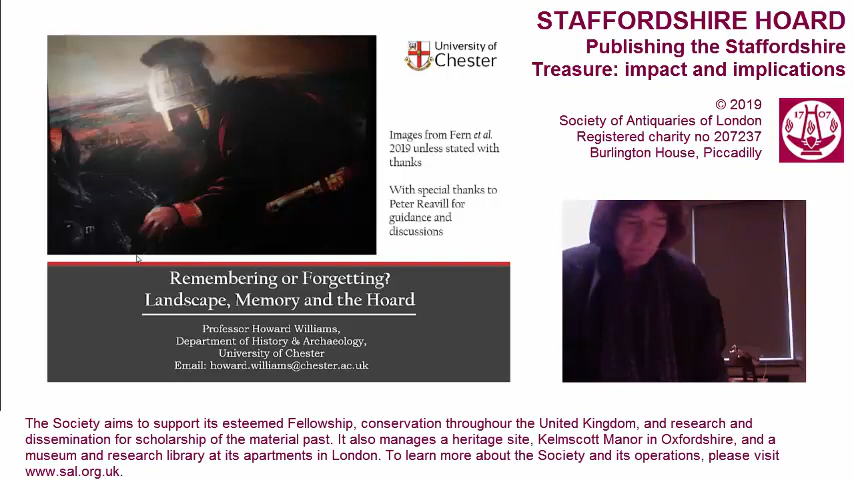 STAFFORDSHIRE HOARD
Publishing the Staffordshire
Treasure: impact and implications
© 2019
Society of Antiquaries of London
Registered charity no 207237
Burlington House, Piccadilly
17 07
University of
Chester
Images from Fern et al.
2019 unless stated with
thanks
With special thanks to
Peter Reavill for
guidance and
discussions
Remembering or Forgetting?
Landscape, Memory and the Hoard
Professor Howard Williams,
Department of History & Archaeology,
University of Chester
Email: howard.williams@chester.ac.uk
The Society aims to support its esteemed Fellowship, conservation throughour the United Kingdom, and research and
dissemination for scholarship of the material past. It also manages a heritage site, Kelmscott Manor in Oxfordshire, and a
museum and research library at its apartments in London. To learn more about the Society and its operations, please visit
www.sal.org.uk.